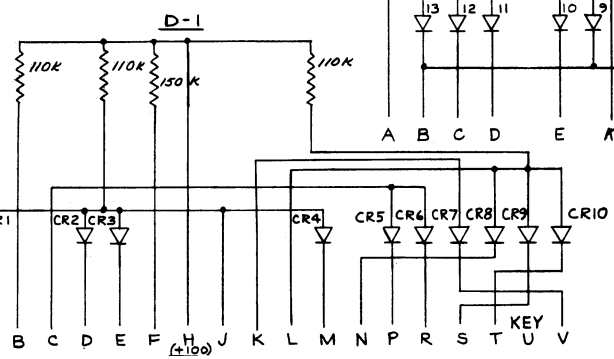 D-1
13 12 11 10 9
110K 110K 150K 110K
A B C D E K
R1 CR2 CR3 CR4 CR5 CR6 CR7 CR8 CR9 CR10
KEY
B C D E F H J K L M N P R S T U V
(+100)